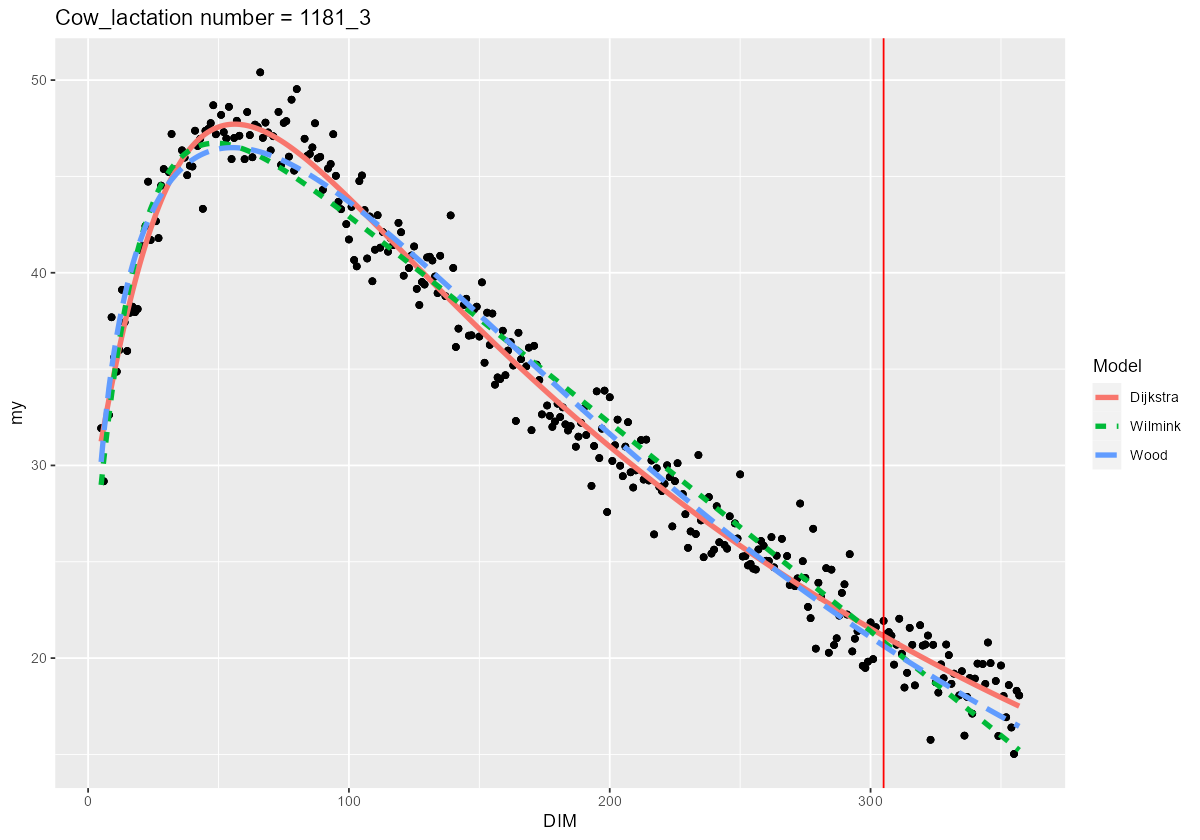 Cow_lactation number = 1181_3
50
40
30
20
my
0 100 200 300
DIM
Model
Dijkstra
Wilmink
Wood